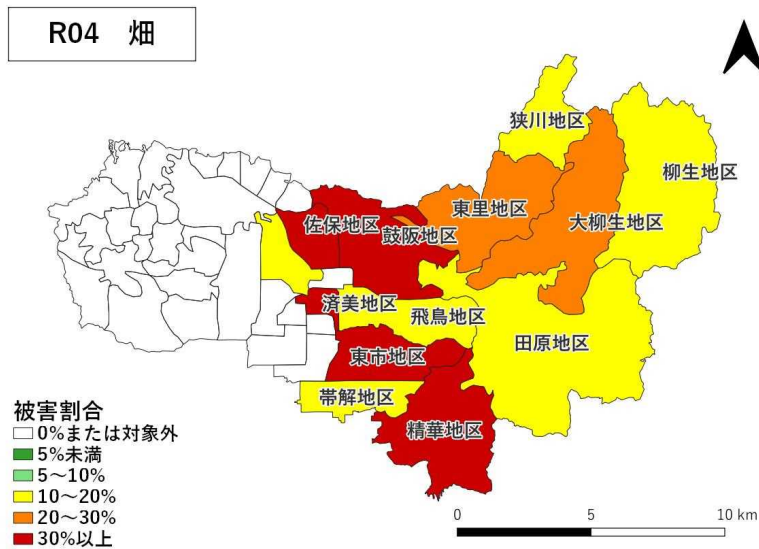 R04 畑
狭川地区
柳生地区
東里地区
大柳生地区
佐保地区
鼓阪地区
済美地区
飛鳥地区
田原地区
東市地区
帯解地区
精華地区
被害割合
0%または対象外
5%未満
5～10%
10～20%
20～30%
30%以上
0 5 10 km